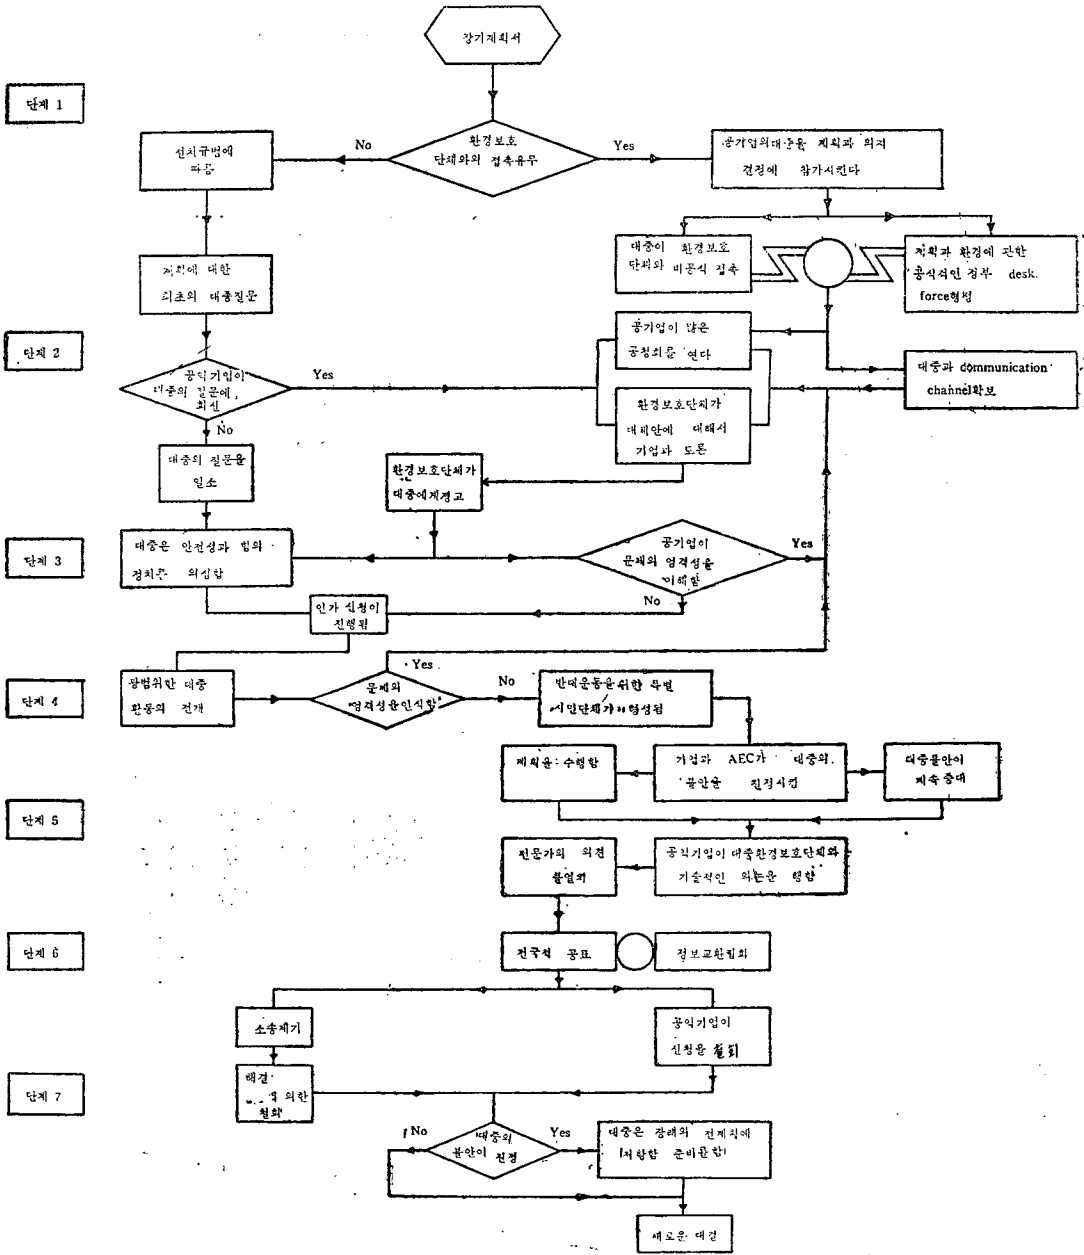 장기계획서
단계 1
환경보호
단체와의 접촉유무
No
Yes
선치규범에
따름
공기업의대중을 계획과 의지
결정에 참가시킨다
대중이 환경보호
단체와 비공식 접촉
계획과 환경에 관한
공식적인 정부 desk.
force형성
계획에 대한
최초의 대중질문
단계 2
공기업이 많은
공청회를 연다
대중과 communication
channel확보
공익기업이
대중의 질문에,
회신
Yes
No
환경보호단체가
대체안에 대해서
기업과 토론
대중의 질문을
일소
환경보호단체가
대중에게경고
단계 3
대중은 안전성과 힘의
정치를 의심함
공기업이
문제의 엄격성을
이해함
Yes
No
인가 신청이
진행됨
단계 4
광범위한 대중
활동의 전개
Yes
문제의
엄격성을인식함
No
반대운동을 위한 특별
시민단체가 형성됨
계획을 수행함
기업과 AEC가 대중의
불안을 진정시킴
대중불안이
계속 증대
단계 5
전문가의 의견
불일치
공익기업이 대중환경보호단체와
기술적인 의논을 행함
단계 6
전국적 공표
정보교환협회
소송제기
공익기업이
신청을 철회
단계 7
해결
의한
철회
No
대중의
불안이
Yes
대중은 장래의 전계획에
저항할 준비를함
새로운 대결